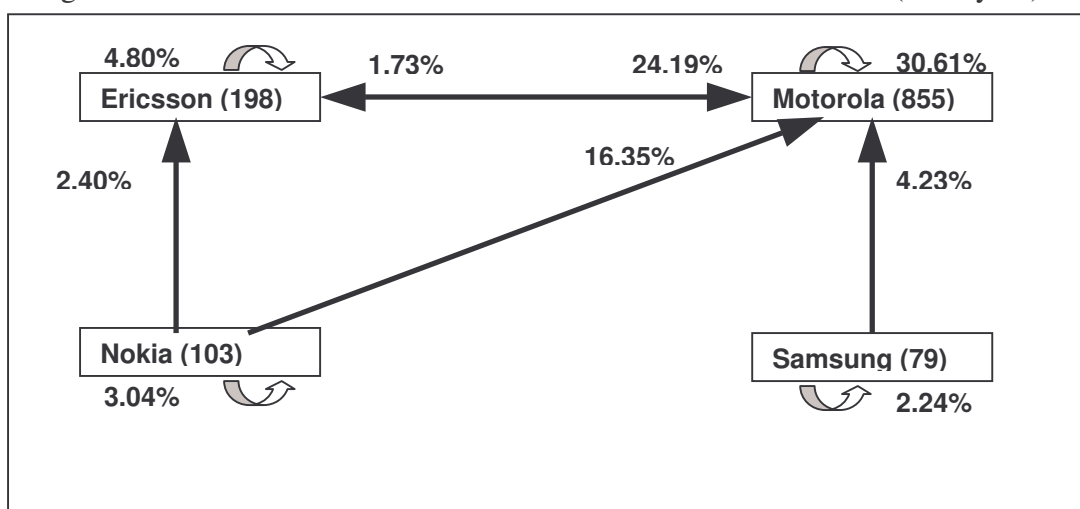 4.80%
1.73%
24.19%
30.61%
Ericsson (198)
Motorola (855)
16.35%
2.40%
4.23%
Nokia (103)
Samsung (79)
3.04%
2.24%